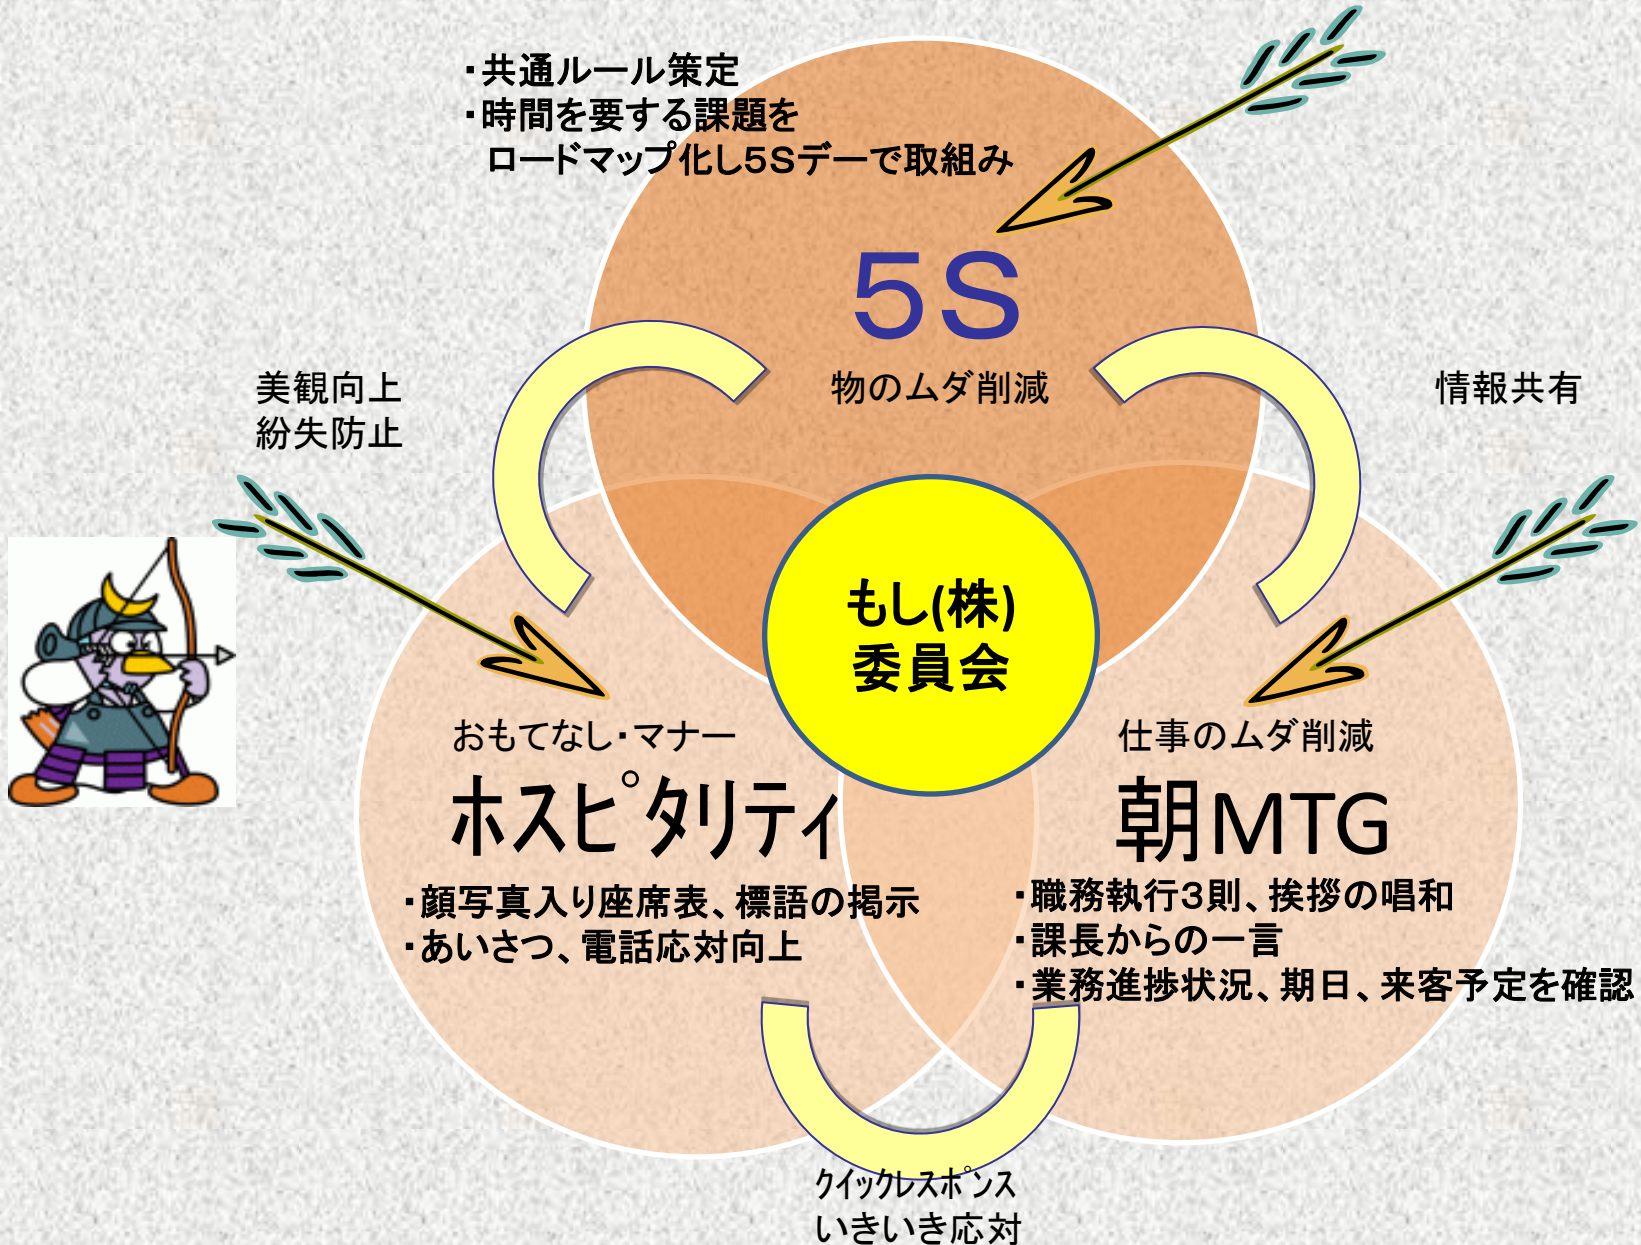 ・共通ルール策定
・時間を要する課題を
ロードマップ化し5Sデーで取組み
5S
物のムダ削減
美観向上
紛失防止
情報共有
もし(株)
委員会
おもてなし・マナー
ホスピタリティ
・顔写真入り座席表、標語の掲示
・あいさつ、電話応対向上
仕事のムダ削減
朝MTG
・職務執行3則、挨拶の唱和
・課長からの一言
・業務進捗状況、期日、来客予定を確認
ｸｲｯｸﾚｽﾎﾟﾝｽ
いきいき応対